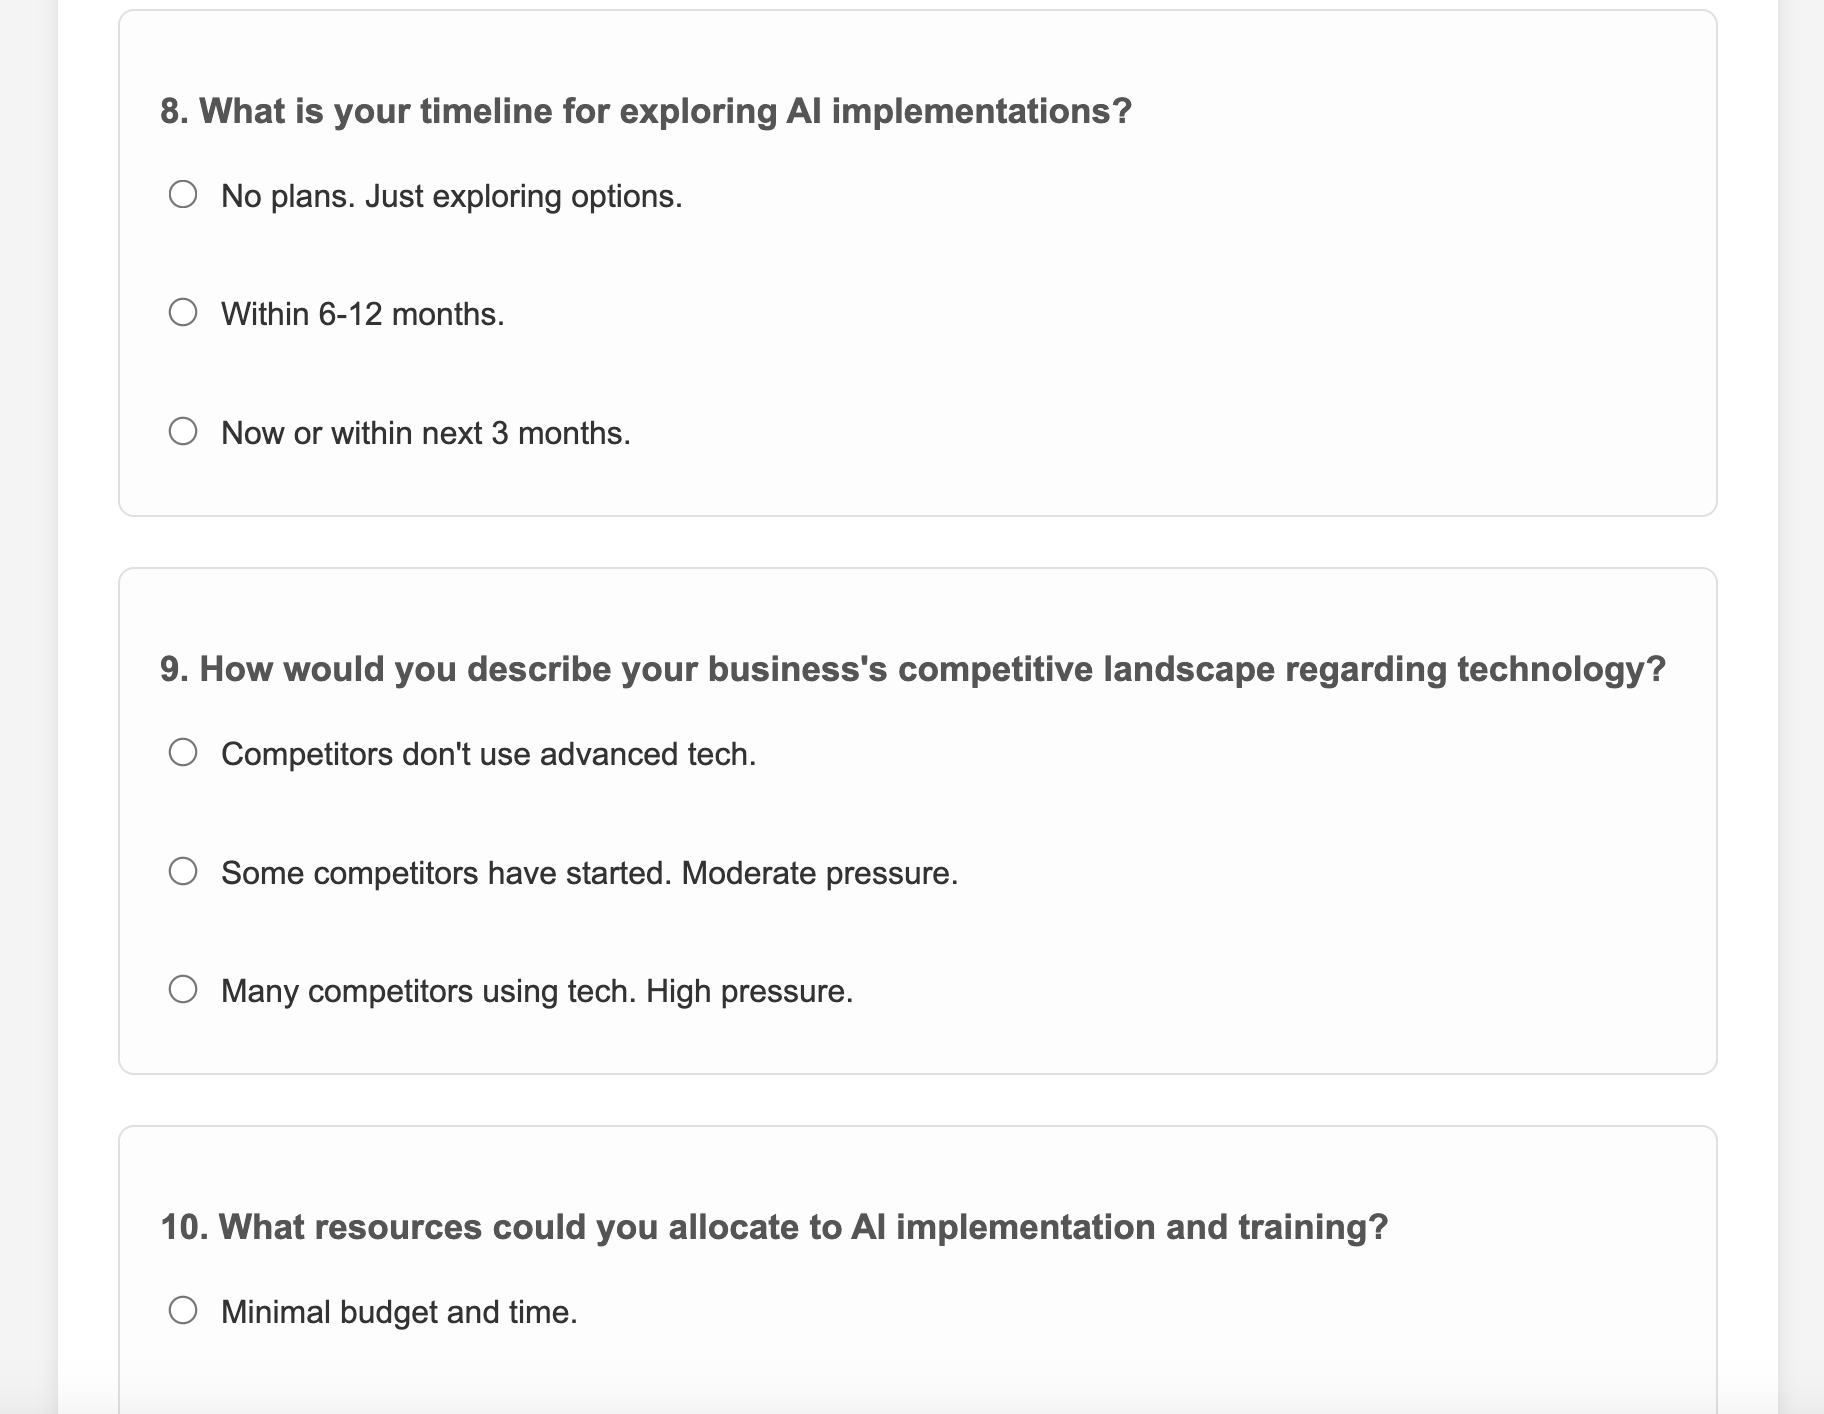 8. What is your timeline for exploring AI implementations?
No plans. Just exploring options.
Within 6-12 months.
Now or within next 3 months.
9. How would you describe your business's competitive landscape regarding technology?
Competitors don't use advanced tech.
Some competitors have started. Moderate pressure.
Many competitors using tech. High pressure.
10. What resources could you allocate to AI implementation and training?
Minimal budget and time.